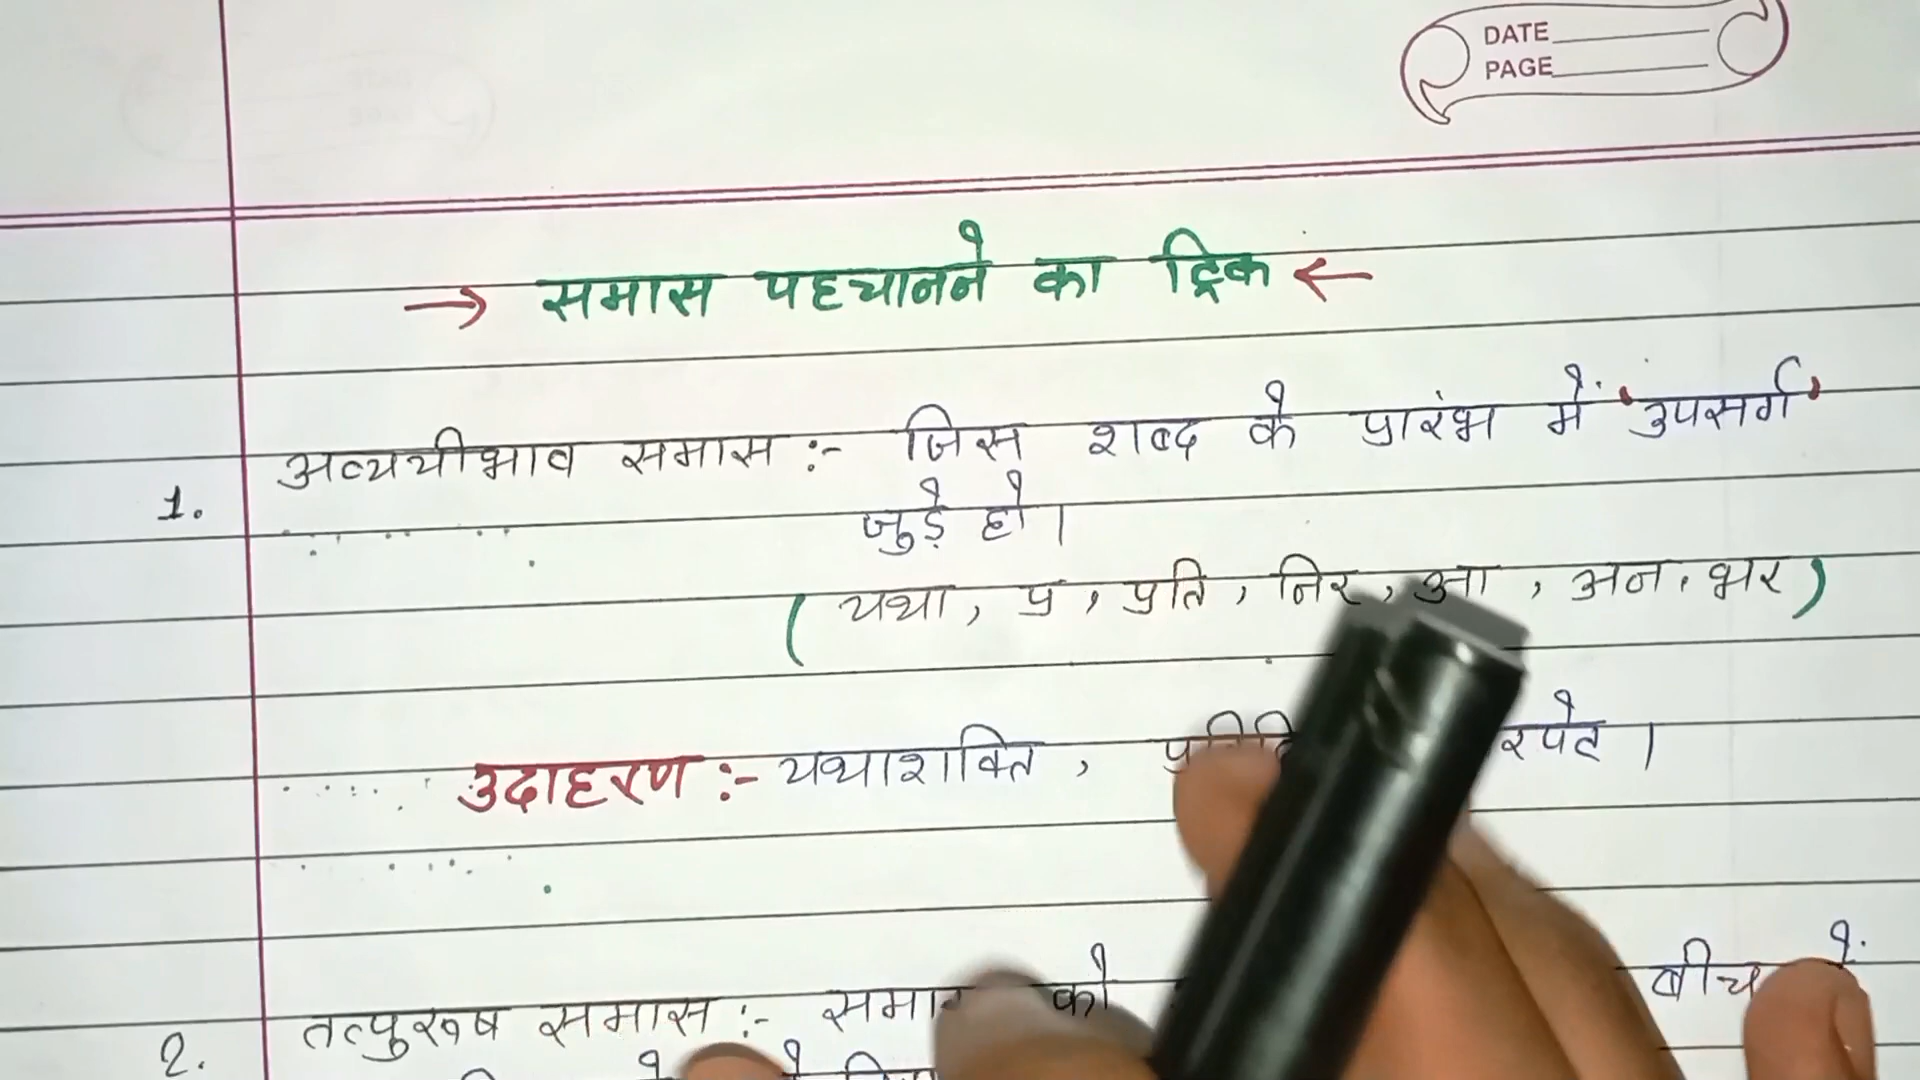 DATE
PAGE
→ समास पहचानने का ट्रिक ←
1. अव्ययीभाव समास :- जिस शब्द के प्रारंभ में 'उपसर्ग'
जुड़े हो।
( यथा, प्र, प्रति, निर, आ, अन, भर )
उदाहरण :- यथाशक्ति, रपेट।
2. तत्पुरुष समास :- को बीच में